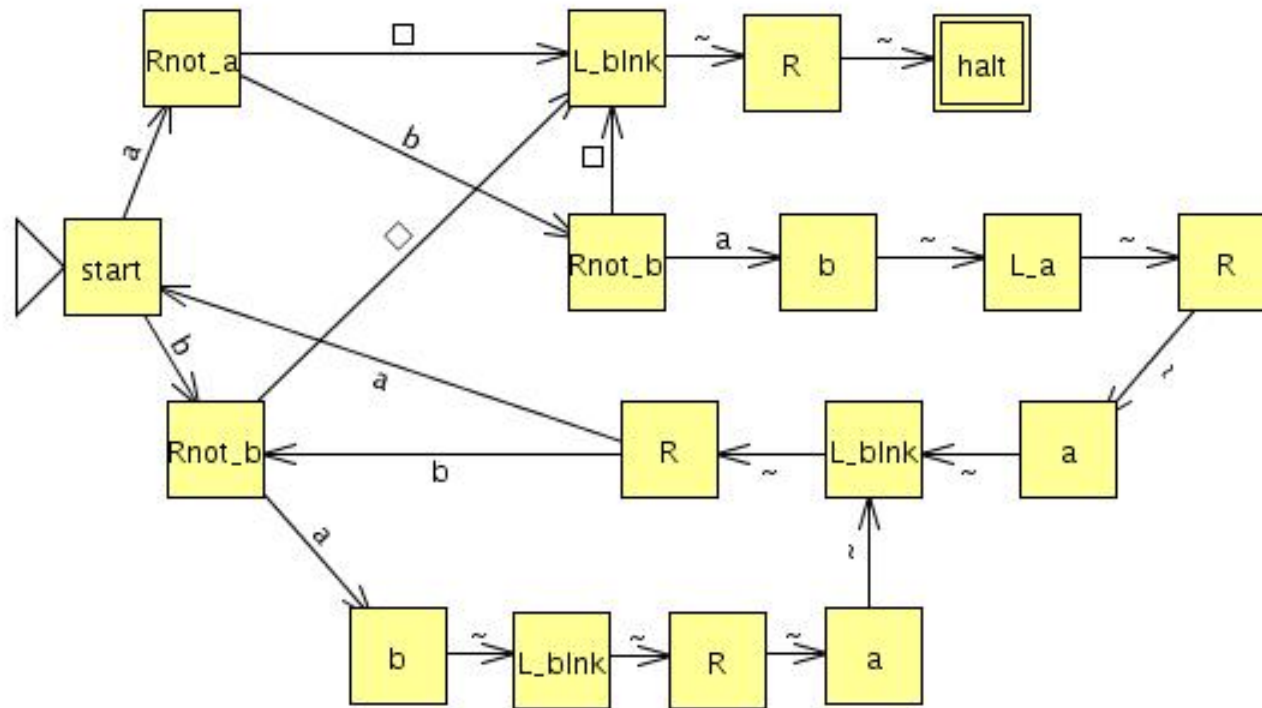 Rnot_a
□
L_blnk
~
R
~
halt
a
b
□
start
□
Rnot_b
a
b
~
L_a
~
R
b
a
~
Rnot_b
b
R
~
L_blnk
~
a
a
~
b
~
L_blnk
~
R
~
a